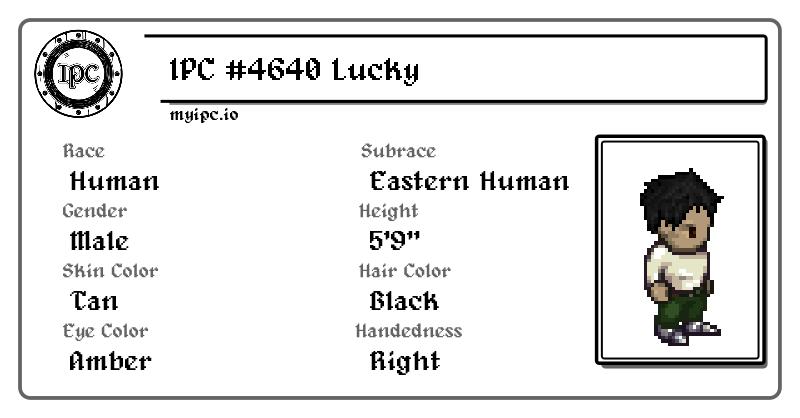 IPC
IPC #4640 Lucky
myipc.io
Race
Subrace
Human
Eastern Human
Gender
Height
Male
5'9"
Skin Color
Hair Color
Tan
Black
Eye Color
Handedness
Amber
Right